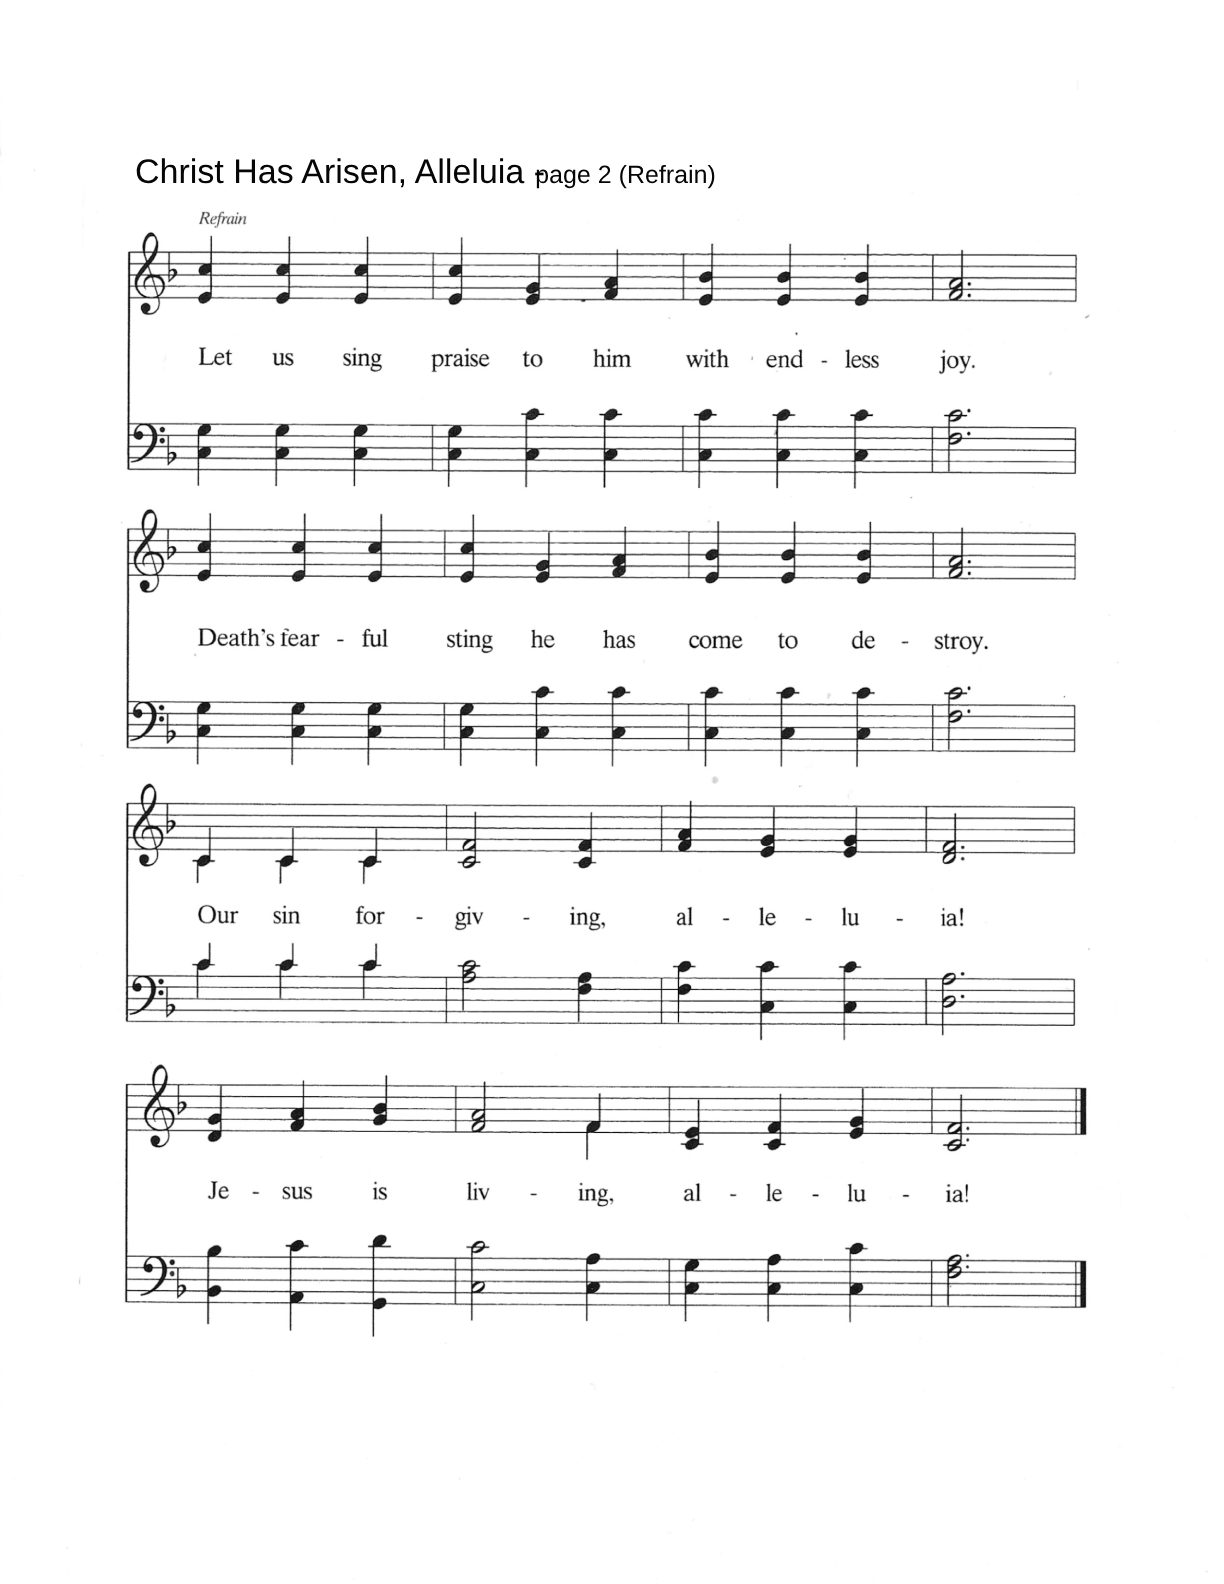 Christ Has Arisen, Alleluia - page 2 (Refrain)
Refrain
Let us sing praise to him with end - less joy.
Death's fear - ful sting he has come to de - stroy.
Our sin for - giv - ing, al - le - lu - ia!
Je - sus is liv - ing, al - le - lu - ia!